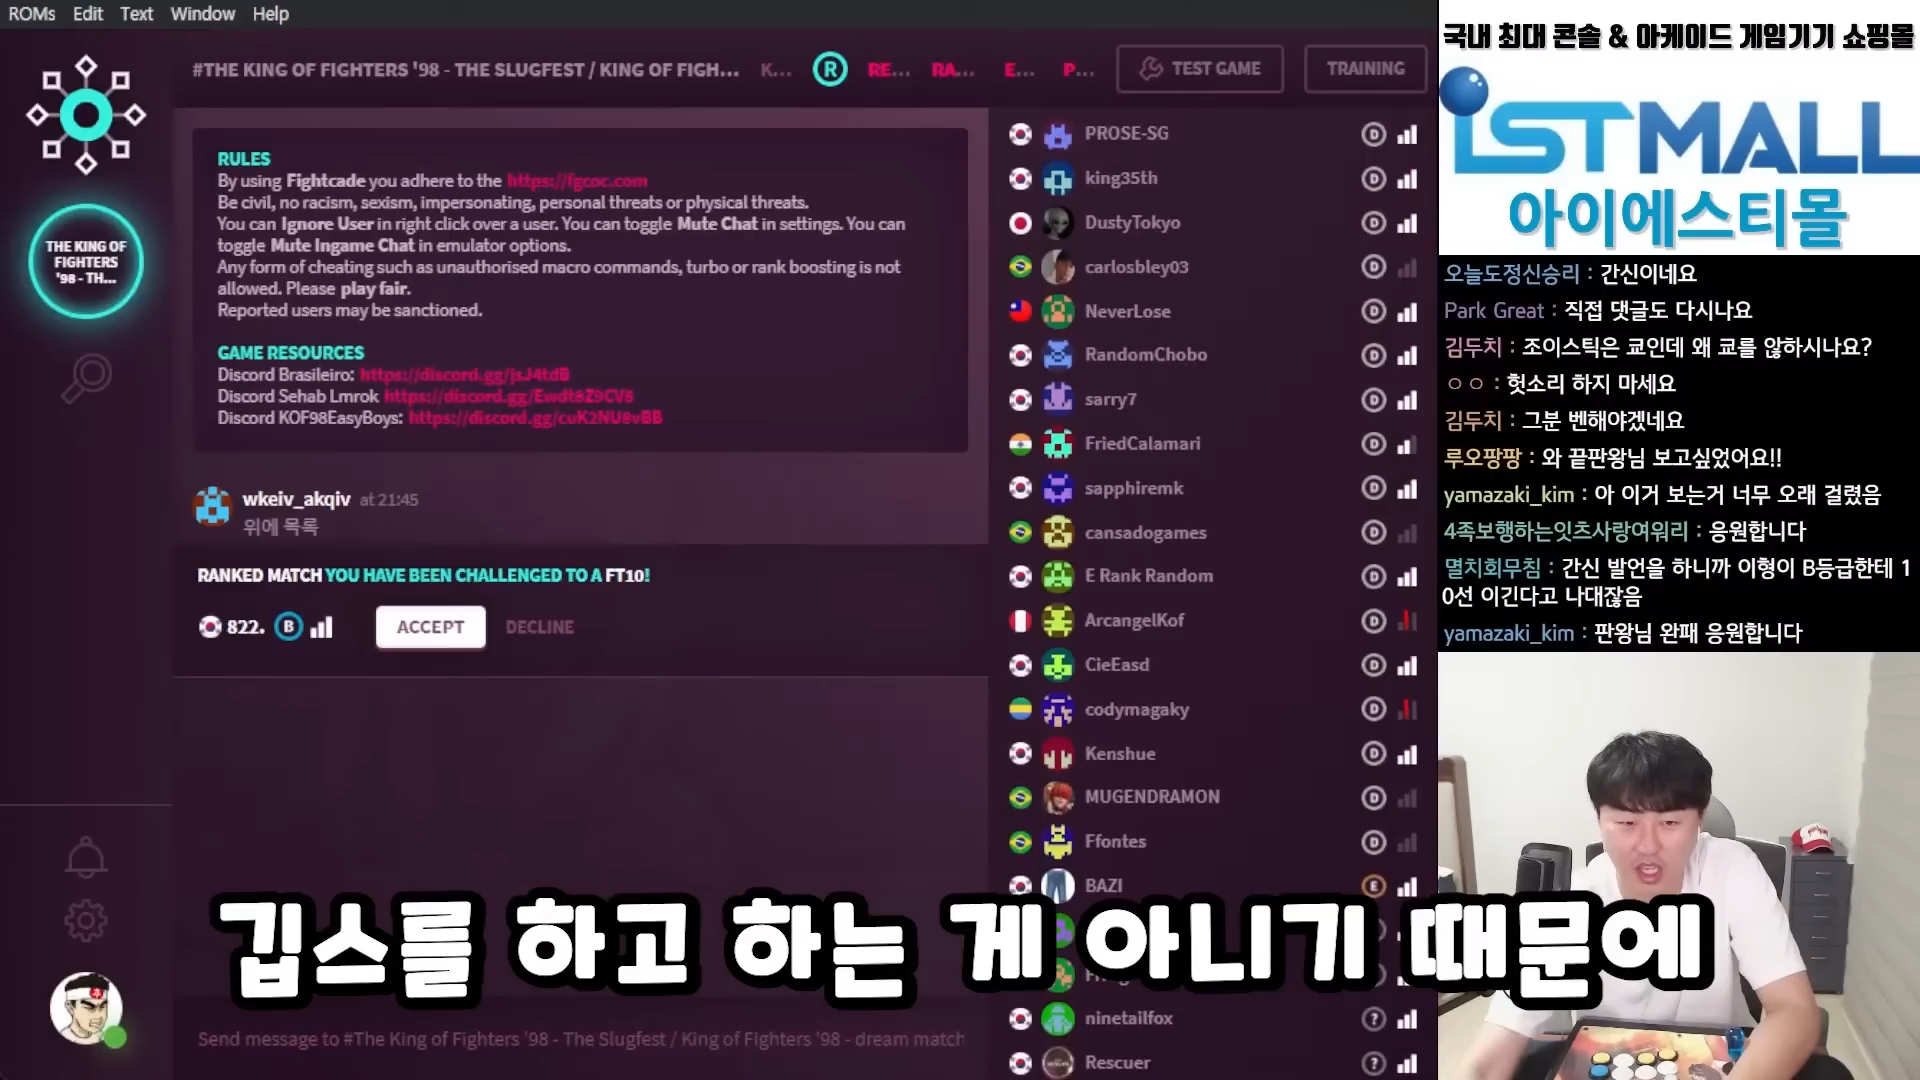 ROMs Edit Text Window Help
#THE KING OF FIGHTERS '98 - THE SLUGFEST / KING OF FIGH... K... R RE... RA... E... P... TEST GAME TRAINING
THE KING OF
FIGHTERS
'98 - TH...
RULES
By using Fightcade you adhere to the https://fgcoc.com
Be civil, no racism, sexism, impersonating, personal threats or physical threats.
You can Ignore User in right click over a user. You can toggle Mute Chat in settings. You can
toggle Mute Ingame Chat in emulator options.
Any form of cheating such as unauthorised macro commands, turbo or rank boosting is not
allowed. Please play fair.
Reported users may be sanctioned.
GAME RESOURCES
Discord Brasileiro: https://discord.gg/jsJ4tdB
Discord Sehab Lmrok https://discord.gg/Ewdt8Z9CV8
Discord KOF98EasyBoys: https://discord.gg/cuK2NU8vBB
wkeiv_akqiv at 21:45
위에 목록
RANKED MATCH YOU HAVE BEEN CHALLENGED TO A FT10!
822. B ACCEPT DECLINE
Send message to #The King of Fighters '98 - The Slugfest / King of Fighters '98 - dream match
PROSE-SG D
king35th D
DustyTokyo D
carlosbley03 D
NeverLose D
RandomChobo D
sarry7 D
FriedCalamari D
sapphiremk D
cansadogames D
E Rank Random D
ArcangelKof D
CieEasd D
codymagaky D
Kenshue D
MUGENDRAMON D
Ffontes D
BAZI E
ninetailfox ?
Rescuer ?
국내 최대 콘솔 & 아케이드 게임기기 쇼핑몰
iSTMALL
아이에스티몰
오늘도정신승리 : 간신이네요
Park Great : 직접 댓글도 다시나요
김두치 : 조이스틱은 쿄인데 왜 쿄를 않하시나요?
ㅇㅇ : 헛소리 하지 마세요
김두치 : 그분 벤해야겠네요
루오팡팡 : 와 끝판왕님 보고싶었어요!!
yamazaki_kim : 아 이거 보는거 너무 오래 걸렸음
4족보행하는잇츠사랑여워리 : 응원합니다
멸치회무침 : 간신 발언을 하니까 이형이 B등급한테 1
0선 이긴다고 나대잖음
yamazaki_kim : 판왕님 완패 응원합니다
깁스를 하고 하는 게 아니기 때문에